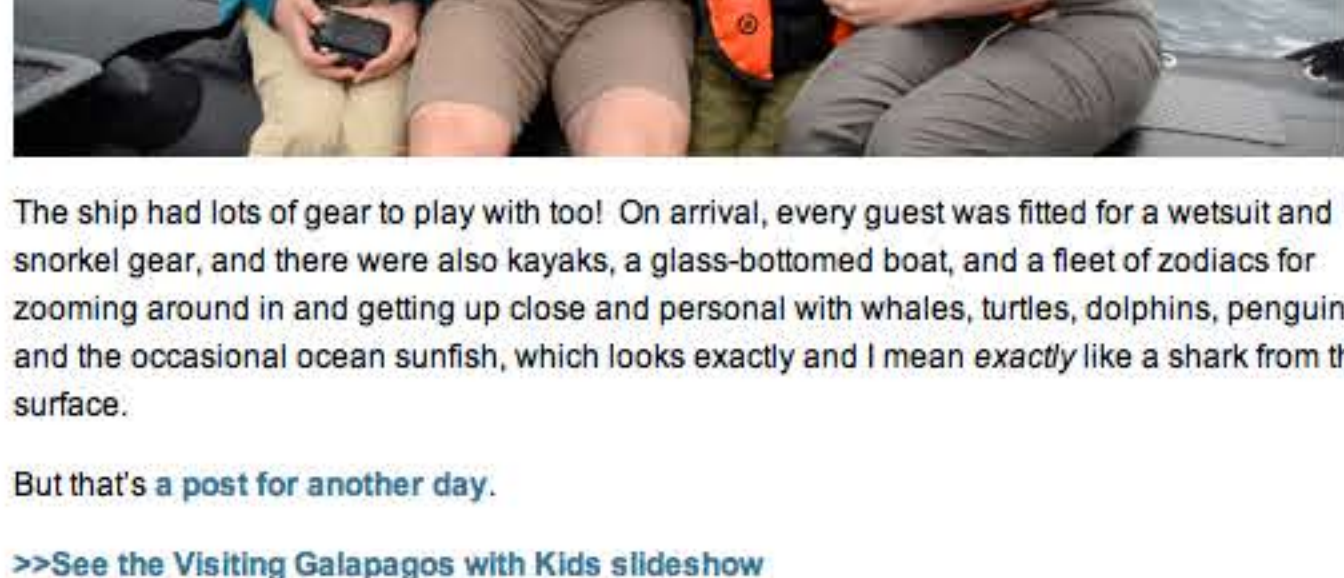 The ship had lots of gear to play with too!  On arrival, every guest was fitted for a wetsuit and
snorkel gear, and there were also kayaks, a glass-bottomed boat, and a fleet of zodiacs for
zooming around in and getting up close and personal with whales, turtles, dolphins, penguin
and the occasional ocean sunfish, which looks exactly and I mean exactly like a shark from th
surface.
But that's a post for another day.
>>See the Visiting Galapagos with Kids slideshow